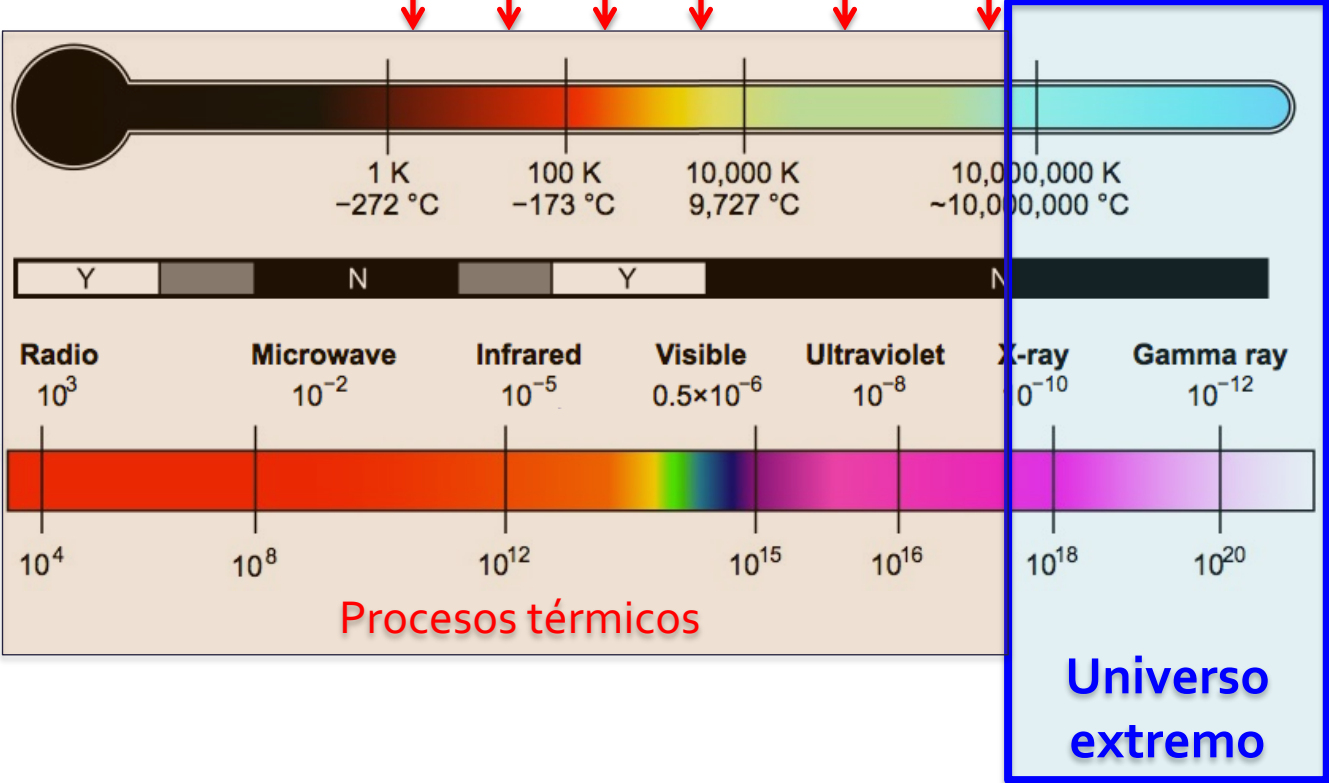 1 K 100 K 10,000 K 10,000,000 K
−272 °C −173 °C 9,727 °C ~10,000,000 °C
Y N Y N
Radio Microwave Infrared Visible Ultraviolet X-ray Gamma ray
10³ 10⁻² 10⁻⁵ 0.5×10⁻⁶ 10⁻⁸ 10⁻¹⁰ 10⁻¹²
10⁴ 10⁸ 10¹² 10¹⁵ 10¹⁶ 10¹⁸ 10²⁰
Procesos térmicos
Universo
extremo